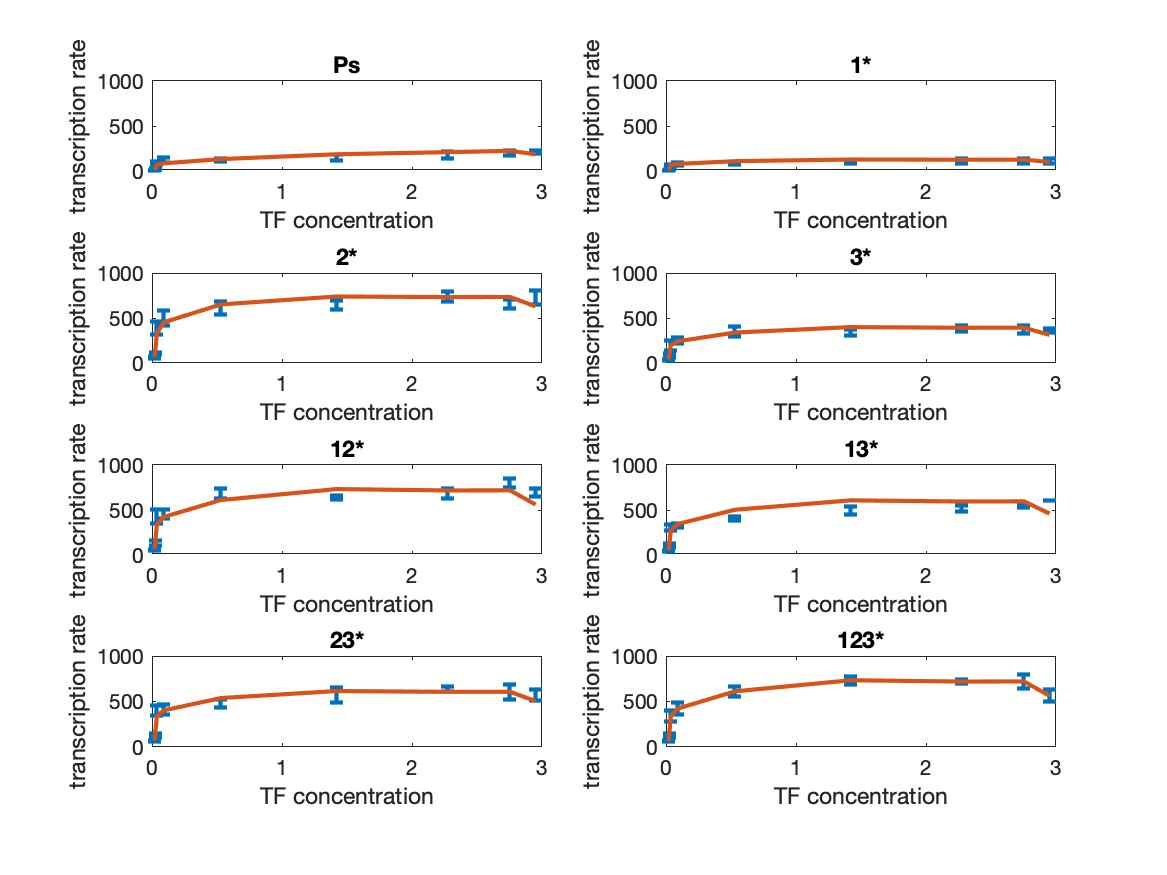 Ps
transcription rate
1000
500
0
0 1 2 3
TF concentration
1*
transcription rate
1000
500
0
0 1 2 3
TF concentration
2*
transcription rate
1000
500
0
0 1 2 3
TF concentration
3*
transcription rate
1000
500
0
0 1 2 3
TF concentration
12*
transcription rate
1000
500
0
0 1 2 3
TF concentration
13*
transcription rate
1000
500
0
0 1 2 3
TF concentration
23*
transcription rate
1000
500
0
0 1 2 3
TF concentration
123*
transcription rate
1000
500
0
0 1 2 3
TF concentration